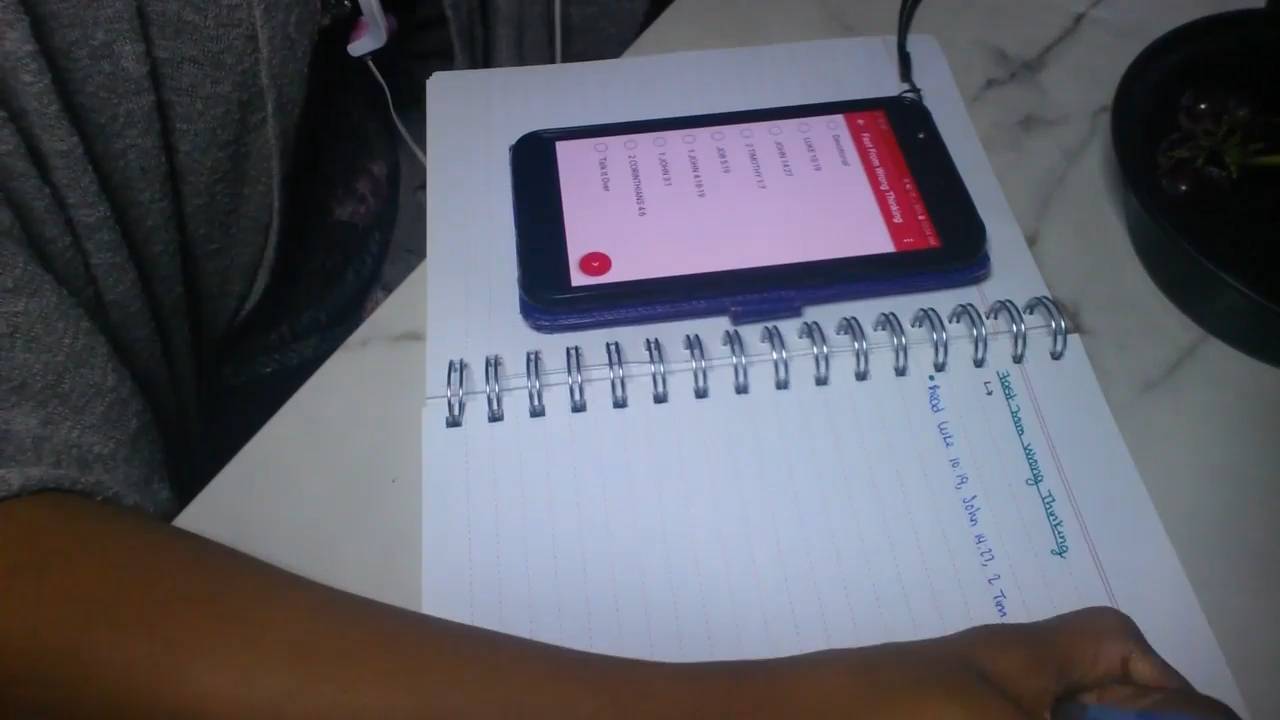 Fast From Wrong Thinking
Devotional
LUKE 10:19
JOHN 14:27
2 TIMOTHY 1:7
JOB 5:19
1 JOHN 4:18-19
1 JOHN 3:1
2 CORINTHIANS 4:6
Talk It Over
Fast From Wrong Thinking
• Read Luke 10:19, John 14:27, 2 Tim